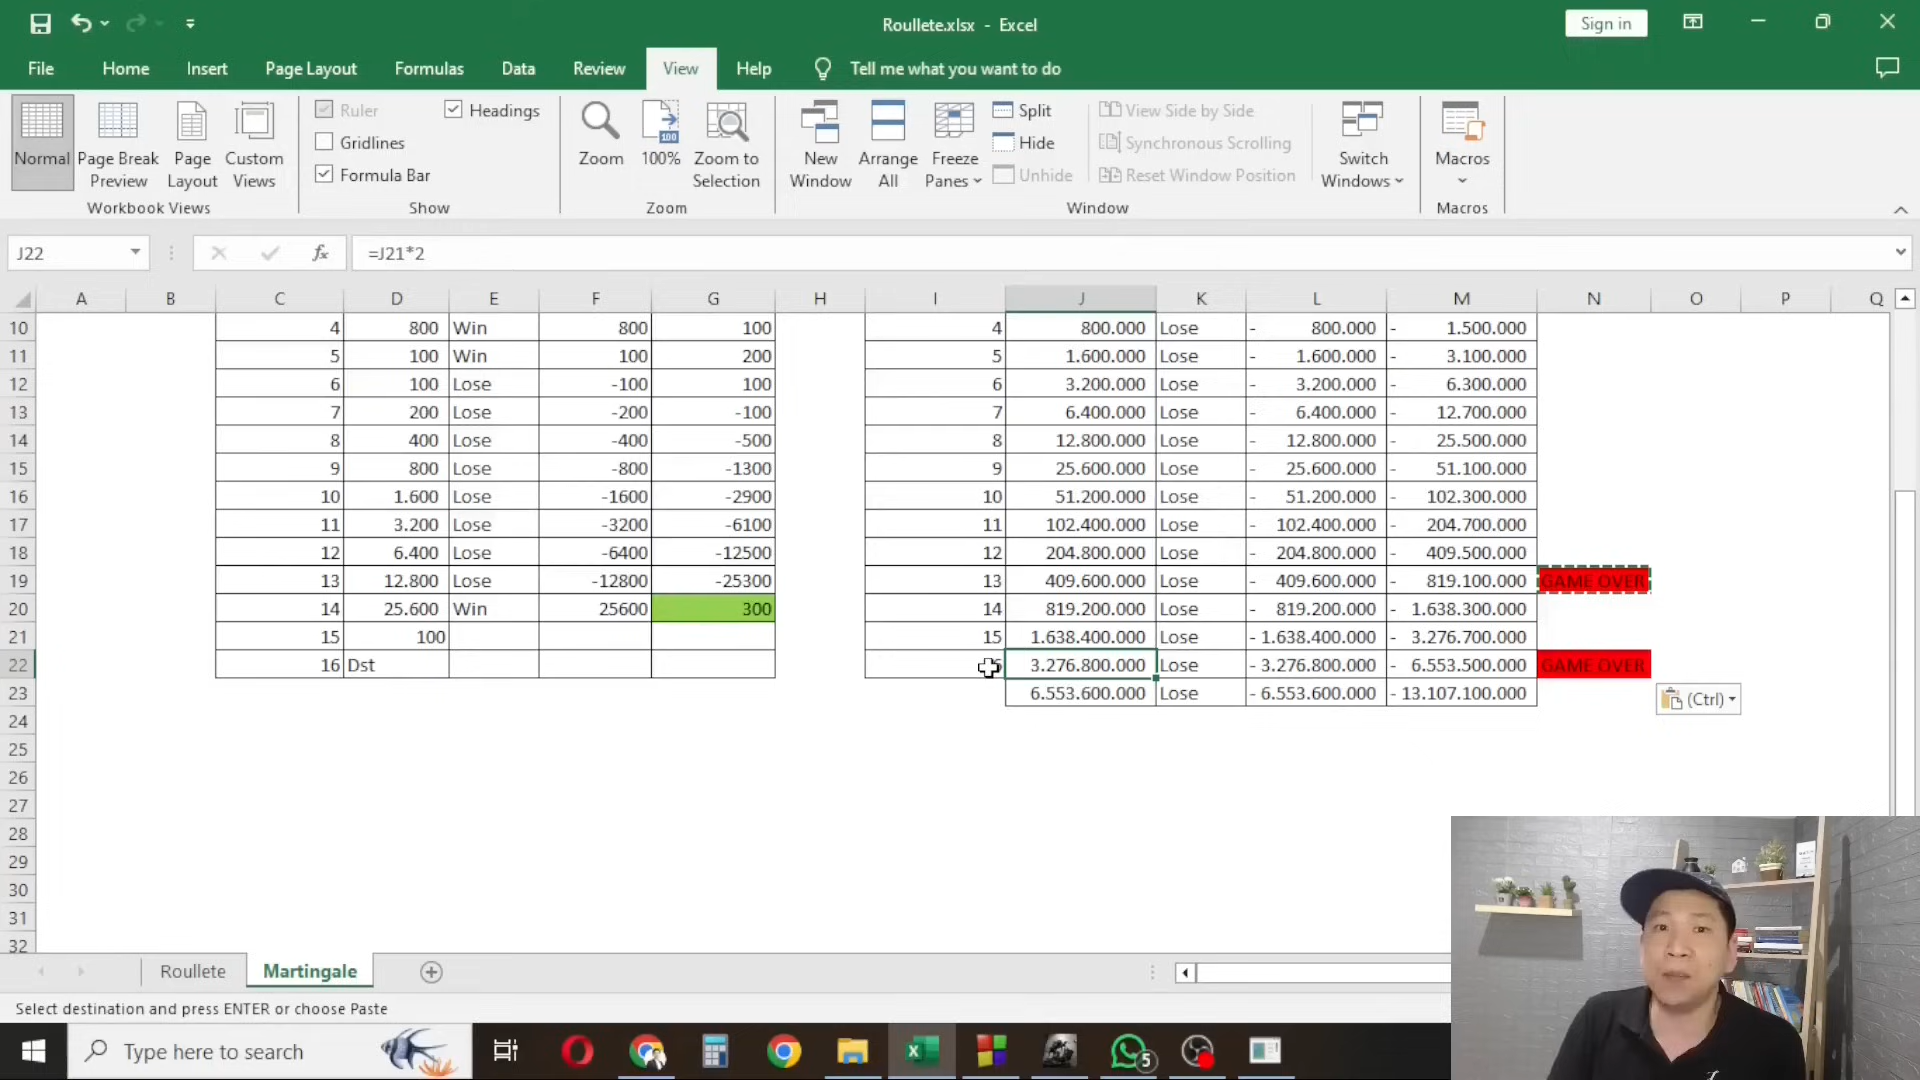 Roullete.xlsx - Excel
Sign in
File Home Insert Page Layout Formulas Data Review View Help Tell me what you want to do
Normal
Page Break Preview
Page Layout
Custom Views
Workbook Views
Ruler
Gridlines
Formula Bar
Headings
Show
Zoom
100
100%
Zoom to Selection
Zoom
New Window
Arrange All
Freeze Panes
Split
Hide
Unhide
View Side by Side
Synchronous Scrolling
Reset Window Position
Window
Switch Windows
Macros
Macros
J22 fx =J21*2
A B C D E F G H I J K L M N O P Q
10 4 800 Win 800 100 4 800.000 Lose - 800.000 - 1.500.000
11 5 100 Win 100 200 5 1.600.000 Lose - 1.600.000 - 3.100.000
12 6 100 Lose -100 100 6 3.200.000 Lose - 3.200.000 - 6.300.000
13 7 200 Lose -200 -100 7 6.400.000 Lose - 6.400.000 - 12.700.000
14 8 400 Lose -400 -500 8 12.800.000 Lose - 12.800.000 - 25.500.000
15 9 800 Lose -800 -1300 9 25.600.000 Lose - 25.600.000 - 51.100.000
16 10 1.600 Lose -1600 -2900 10 51.200.000 Lose - 51.200.000 - 102.300.000
17 11 3.200 Lose -3200 -6100 11 102.400.000 Lose - 102.400.000 - 204.700.000
18 12 6.400 Lose -6400 -12500 12 204.800.000 Lose - 204.800.000 - 409.500.000
19 13 12.800 Lose -12800 -25300 13 409.600.000 Lose - 409.600.000 - 819.100.000 GAME OVER
20 14 25.600 Win 25600 300 14 819.200.000 Lose - 819.200.000 - 1.638.300.000
21 15 100 15 1.638.400.000 Lose - 1.638.400.000 - 3.276.700.000
22 16 Dst 3.276.800.000 Lose - 3.276.800.000 - 6.553.500.000 GAME OVER
23 6.553.600.000 Lose - 6.553.600.000 - 13.107.100.000
(Ctrl)
24
25
26
27
28
29
30
31
32
Roullete Martingale
Select destination and press ENTER or choose Paste
Type here to search
5